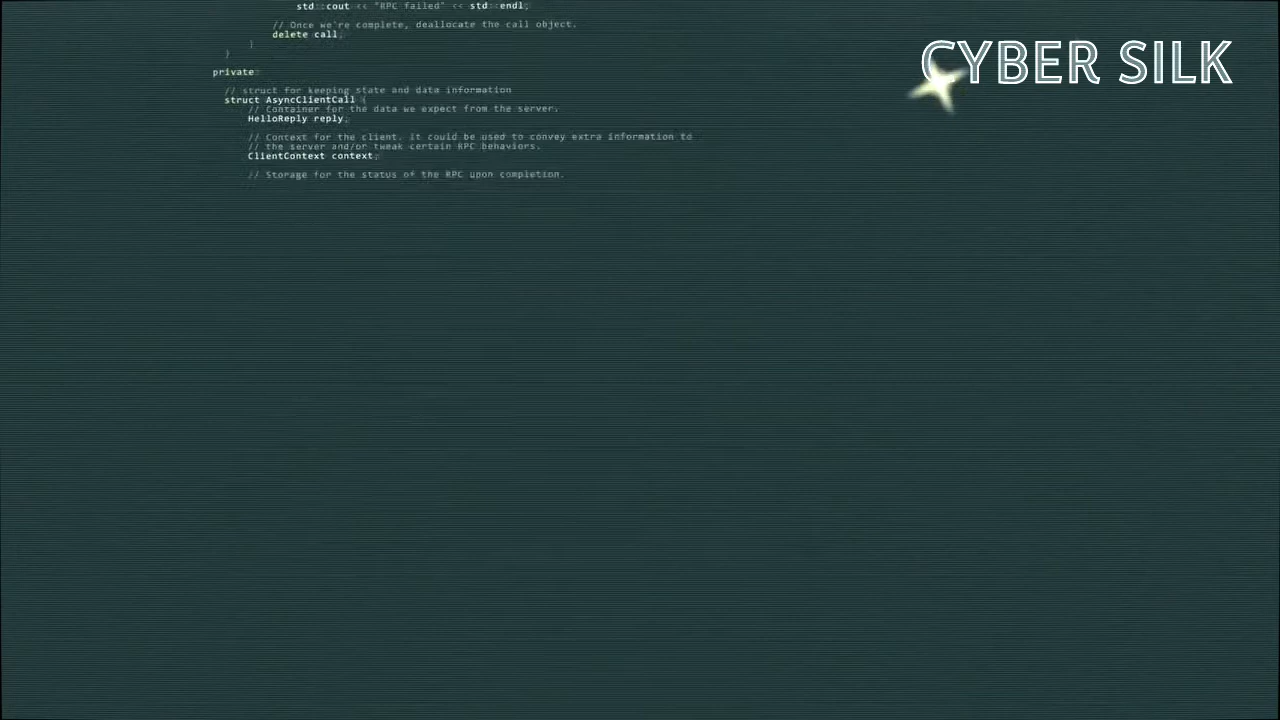 std::cout << "RPC failed" << std::endl;
// Once we're complete, deallocate the call object.
delete call;
}
}
private:
// struct for keeping state and data information
struct AsyncClientCall {
// Container for the data we expect from the server.
HelloReply reply;
// Context for the client. It could be used to convey extra information to
// the server and/or tweak certain RPC behaviors.
ClientContext context;
// Storage for the status of the RPC upon completion.
CYBER SILK